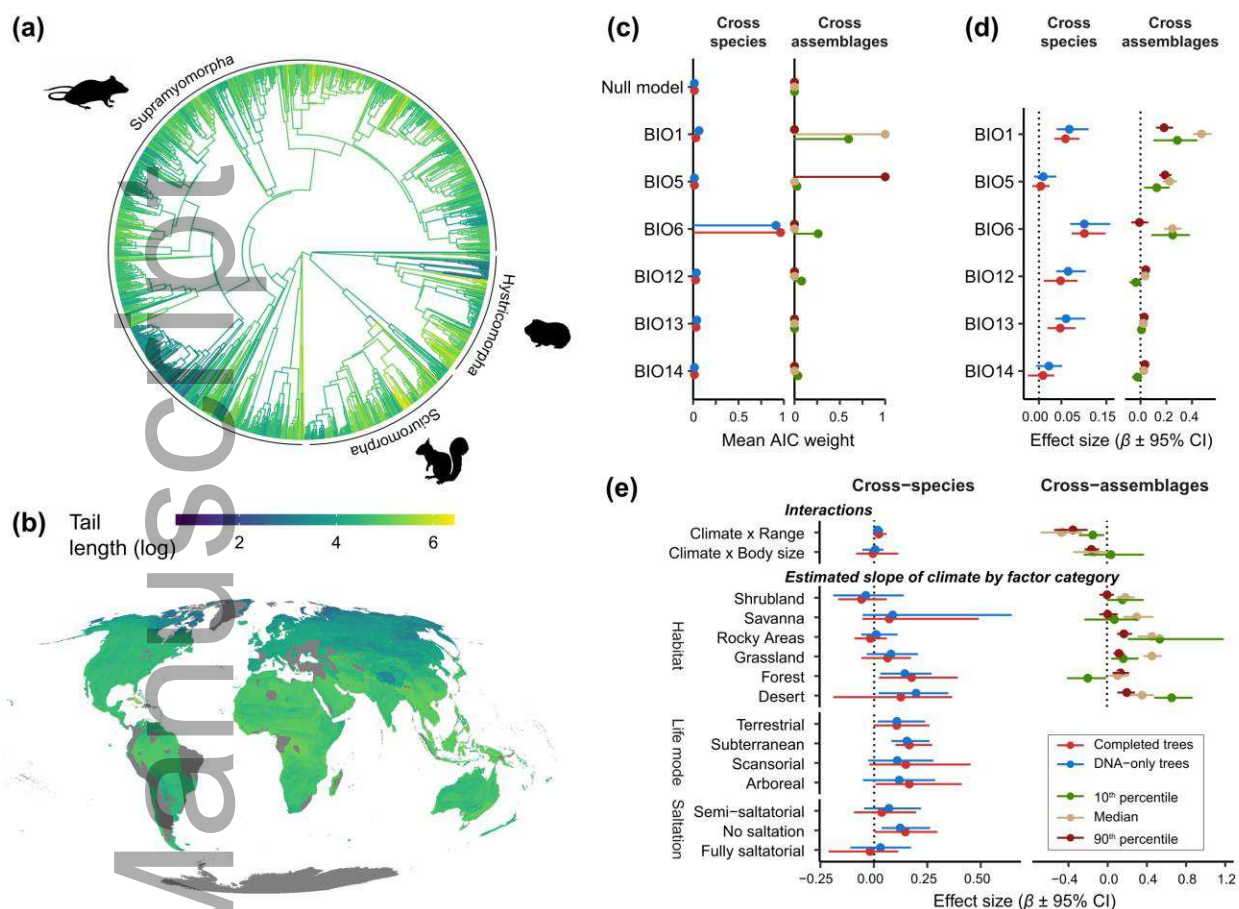 (a)
Supramyomorpha
Hystricomorpha
Sciuromorpha
(b)
Tail
length (log)
2
4
6
(c)
Cross
species
Cross
assemblages
Null model
BIO1
BIO5
BIO6
BIO12
BIO13
BIO14
0
0.5
1
0
0.5
1
Mean AIC weight
(d)
Cross
species
Cross
assemblages
BIO1
BIO5
BIO6
BIO12
BIO13
BIO14
0.00
0.05
0.15
0.0
0.2
0.4
Effect size (β ± 95% CI)
(e)
Cross−species
Cross−assemblages
Interactions
Climate x Range
Climate x Body size
Estimated slope of climate by factor category
Habitat
Shrubland
Savanna
Rocky Areas
Grassland
Forest
Desert
Life mode
Terrestrial
Subterranean
Scansorial
Arboreal
Saltation
Semi−saltatorial
No saltation
Fully saltatorial
−0.25
0.00
0.25
0.50
−0.4
0.0
0.4
0.8
1.2
Effect size (β ± 95% CI)
Completed trees
DNA−only trees
10th percentile
Median
90th percentile
Manuscript